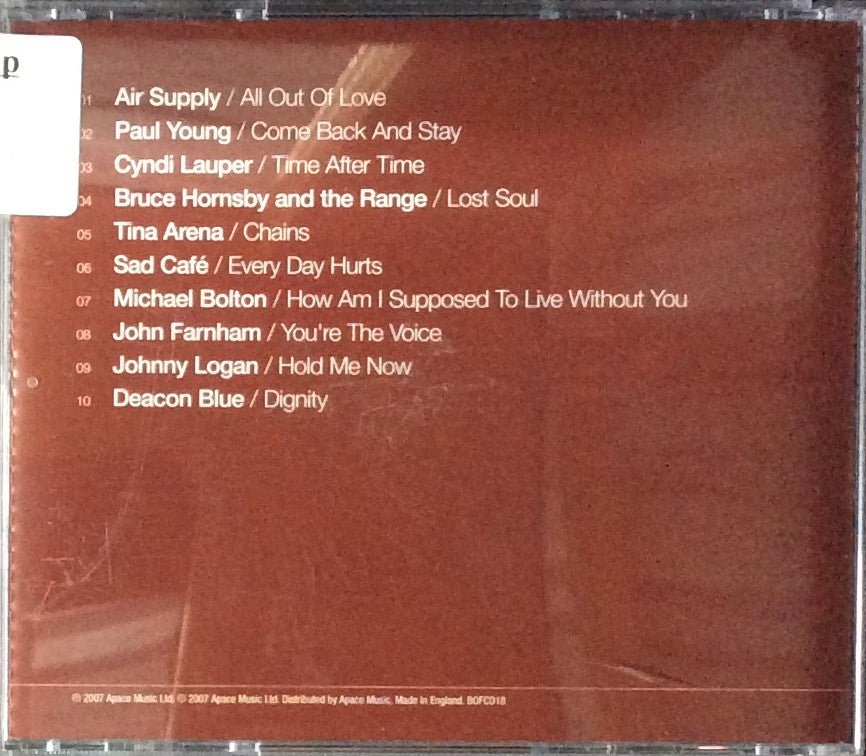 p
01 Air Supply / All Out Of Love
02 Paul Young / Come Back And Stay
03 Cyndi Lauper / Time After Time
04 Bruce Hornsby and the Range / Lost Soul
05 Tina Arena / Chains
06 Sad Café / Every Day Hurts
07 Michael Bolton / How Am I Supposed To Live Without You
08 John Farnham / You're The Voice
09 Johnny Logan / Hold Me Now
10 Deacon Blue / Dignity
℗ 2007 Apace Music Ltd. © 2007 Apace Music Ltd. Distributed by Apace Music, Made In England. BOFCD18